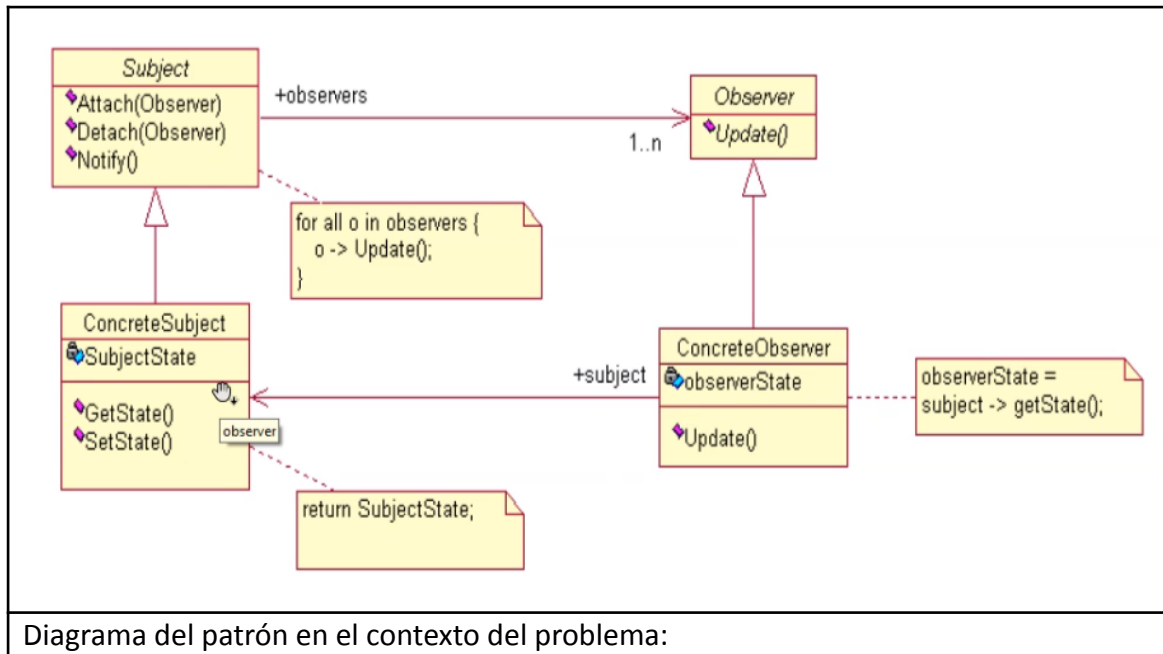 Subject
Attach(Observer)
Detach(Observer)
Notify()
+observers
1..n
Observer
Update()
for all o in observers {
o -> Update();
}
ConcreteSubject
SubjectState
GetState()
SetState()
observer
return SubjectState;
+subject
ConcreteObserver
observerState
Update()
observerState =
subject -> getState();
Diagrama del patrón en el contexto del problema: